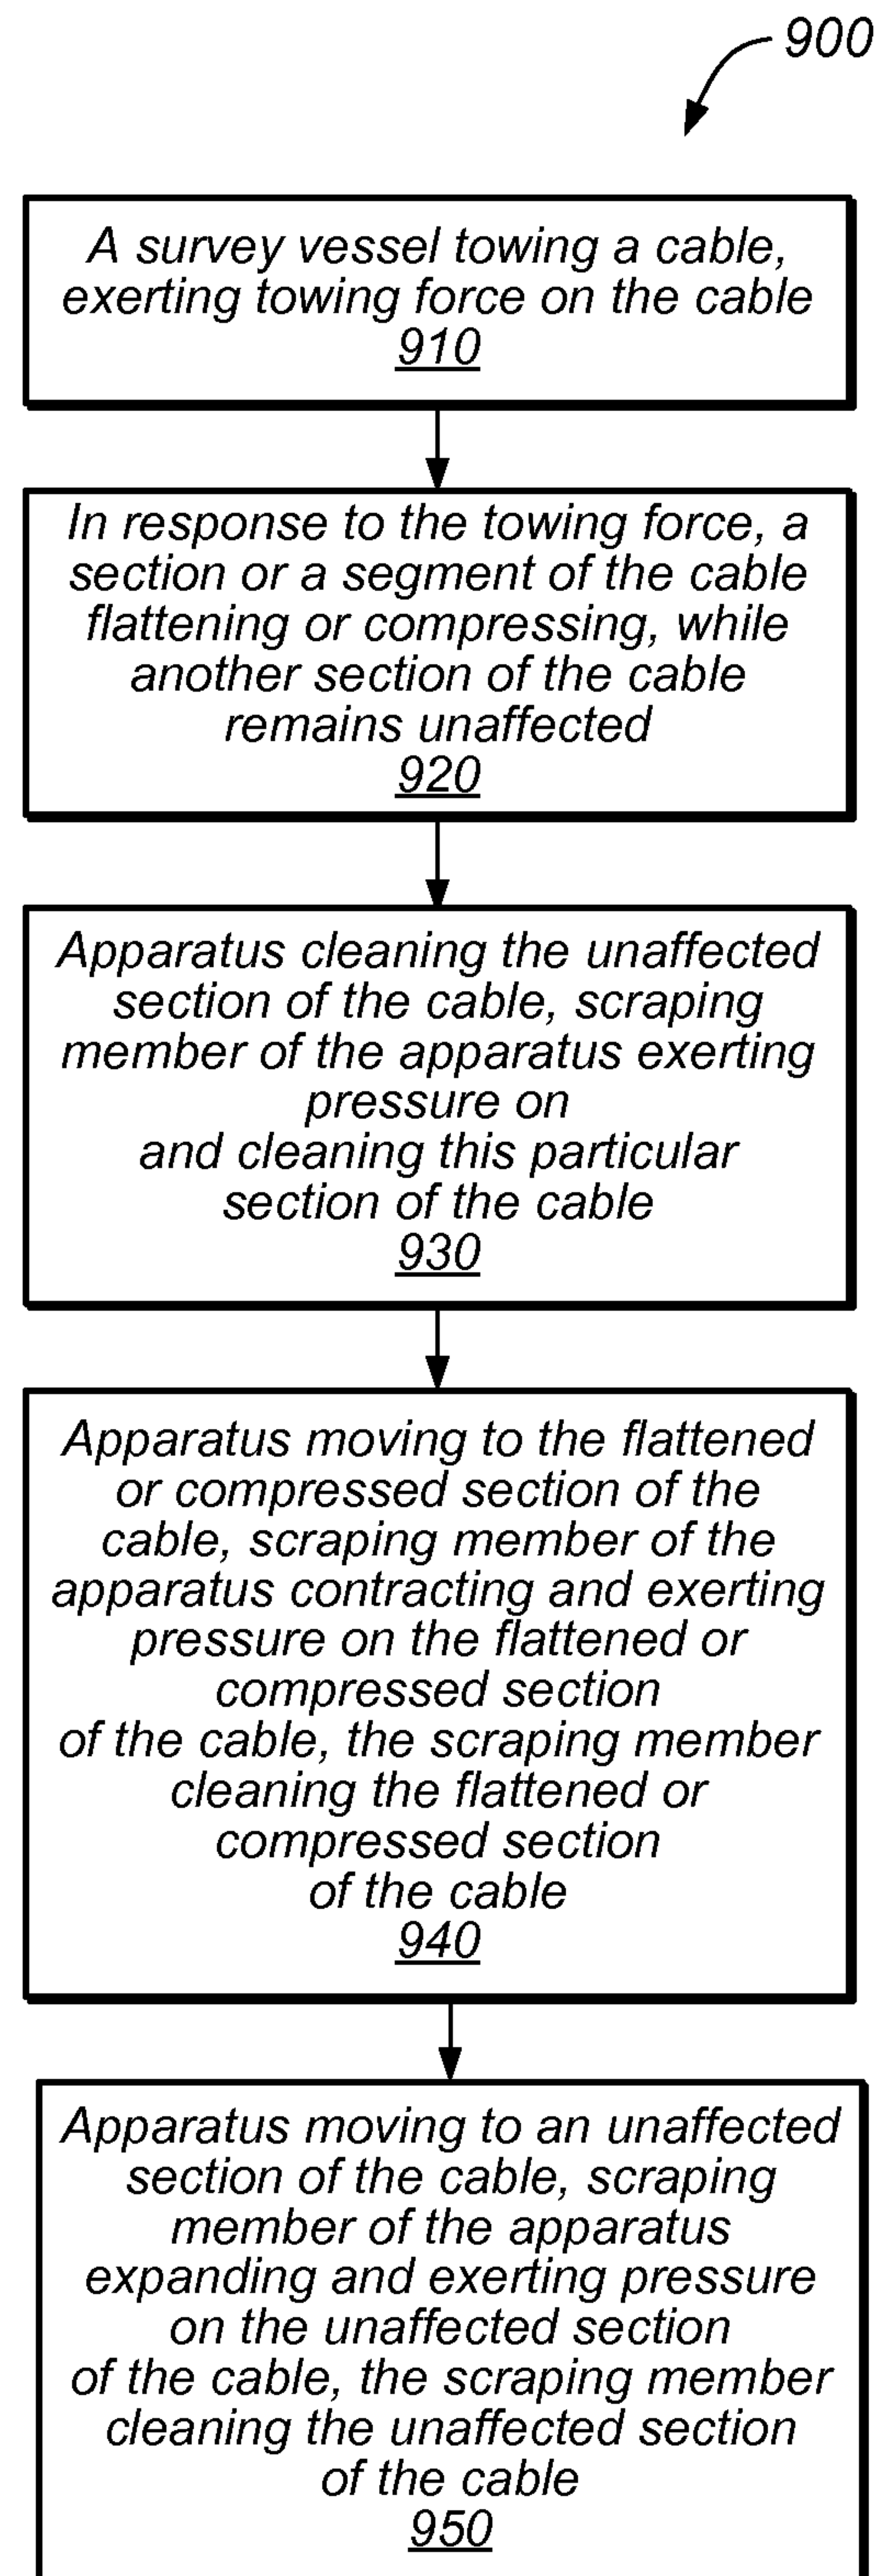 900
A survey vessel towing a cable,
exerting towing force on the cable
910
In response to the towing force, a
section or a segment of the cable
flattening or compressing, while
another section of the cable
remains unaffected
920
Apparatus cleaning the unaffected
section of the cable, scraping
member of the apparatus exerting
pressure on
and cleaning this particular
section of the cable
930
Apparatus moving to the flattened
or compressed section of the
cable, scraping member of the
apparatus contracting and exerting
pressure on the flattened or
compressed section
of the cable, the scraping member
cleaning the flattened or
compressed section
of the cable
940
Apparatus moving to an unaffected
section of the cable, scraping
member of the apparatus
expanding and exerting pressure
on the unaffected section
of the cable, the scraping member
cleaning the unaffected section
of the cable
950